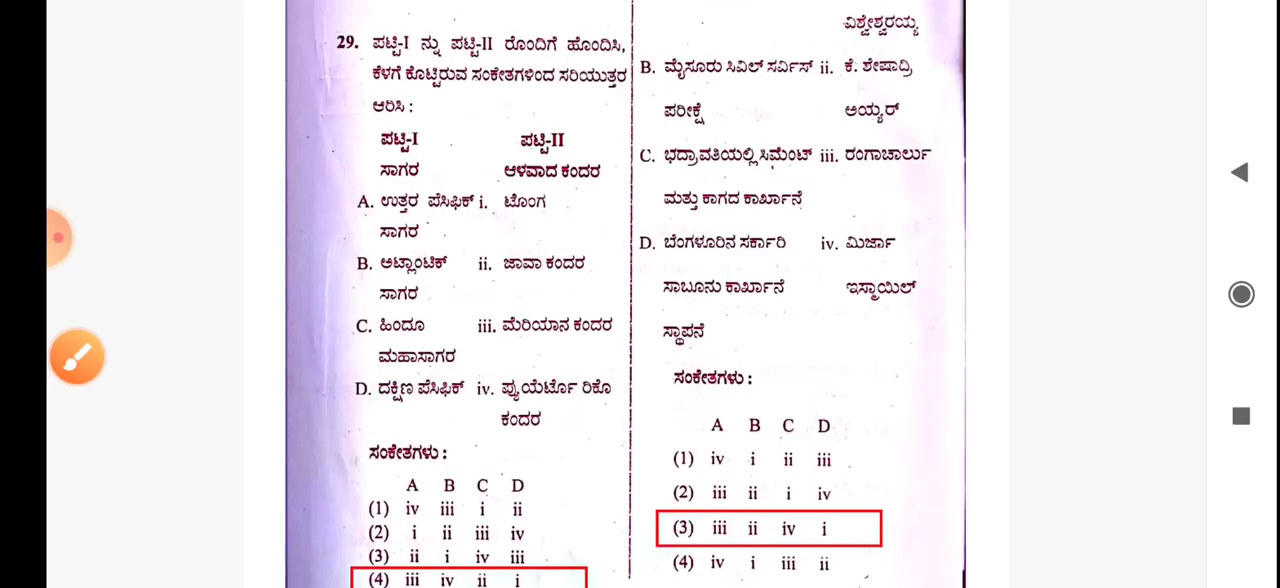 29. ಪಟ್ಟಿ-I ನ್ನು ಪಟ್ಟಿ-II ರೊಂದಿಗೆ ಹೊಂದಿಸಿ,
ಕೆಳಗೆ ಕೊಟ್ಟಿರುವ ಸಂಕೇತಗಳಿಂದ ಸರಿಯುತ್ತರ
ಆರಿಸಿ :
ಪಟ್ಟಿ-I ಪಟ್ಟಿ-II
ಸಾಗರ ಆಳವಾದ ಕಂದರ
A. ಉತ್ತರ ಪೆಸಿಫಿಕ್ i. ಟೊಂಗ
ಸಾಗರ
B. ಅಟ್ಲಾಂಟಿಕ್ ii. ಜಾವಾ ಕಂದರ
ಸಾಗರ
C. ಹಿಂದೂ iii. ಮೆರಿಯಾನ ಕಂದರ
ಮಹಾಸಾಗರ
D. ದಕ್ಷಿಣ ಪೆಸಿಫಿಕ್ iv. ಪ್ಯುಯೆರ್ಟೊ ರಿಕೊ
ಕಂದರ
ಸಂಕೇತಗಳು :
A B C D
(1) iv iii i ii
(2) i ii iii iv
(3) ii i iv iii
(4) iii iv ii i
ವಿಶ್ವೇಶ್ವರಯ್ಯ
B. ಮೈಸೂರು ಸಿವಿಲ್ ಸರ್ವಿಸ್ ii. ಕೆ. ಶೇಷಾದ್ರಿ
ಪರೀಕ್ಷೆ ಅಯ್ಯರ್
C. ಭದ್ರಾವತಿಯಲ್ಲಿ ಸಿಮೆಂಟ್ iii. ರಂಗಾಚಾರ್ಲು
ಮತ್ತು ಕಾಗದ ಕಾರ್ಖಾನೆ
D. ಬೆಂಗಳೂರಿನ ಸರ್ಕಾರಿ iv. ಮಿರ್ಜಾ
ಸಾಬೂನು ಕಾರ್ಖಾನೆ ಇಸ್ಮಾಯಿಲ್
ಸ್ಥಾಪನೆ
ಸಂಕೇತಗಳು :
A B C D
(1) iv i ii iii
(2) iii ii i iv
(3) iii ii iv i
(4) iv i iii ii